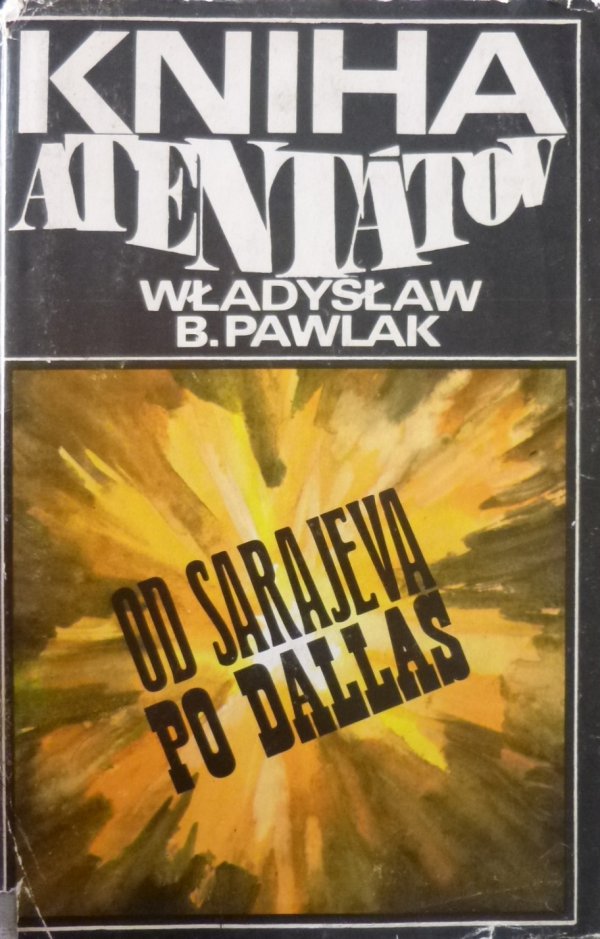 KNIHA
ATENTÁTOV
WŁADYSŁAW
B. PAWLAK
OD SARAJEVA
PO DALLAS